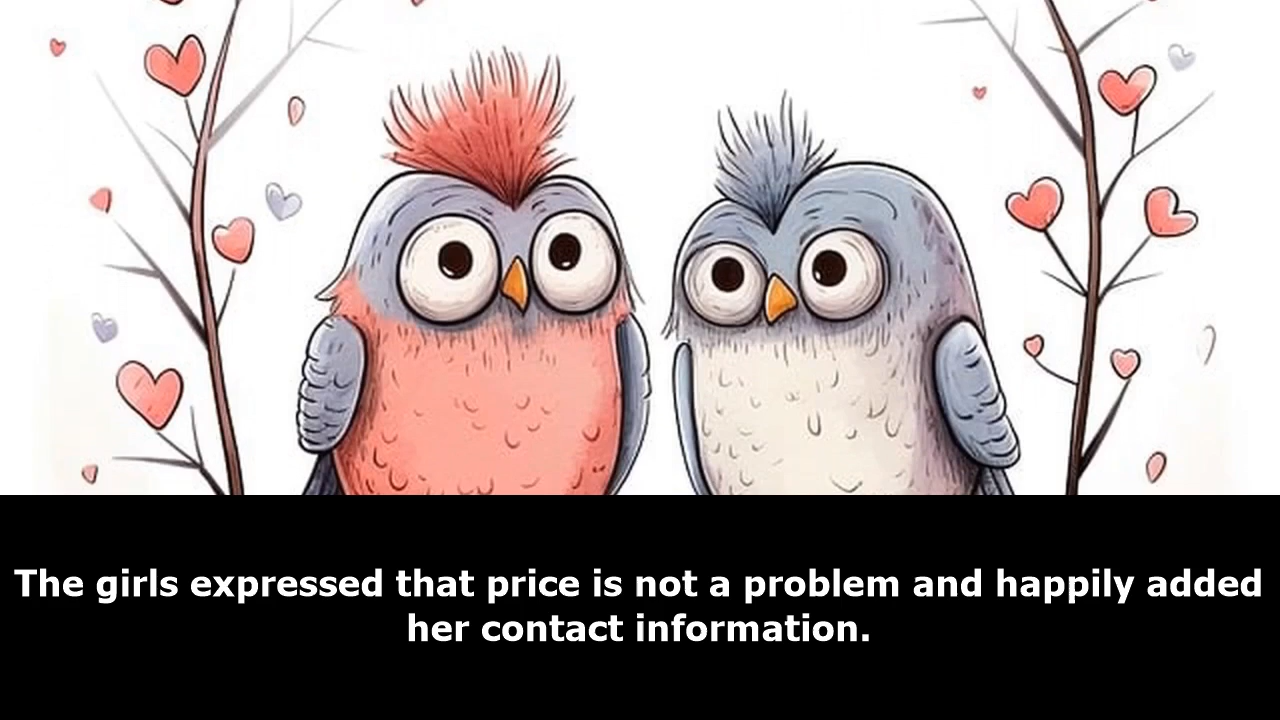 The girls expressed that price is not a problem and happily added
her contact information.